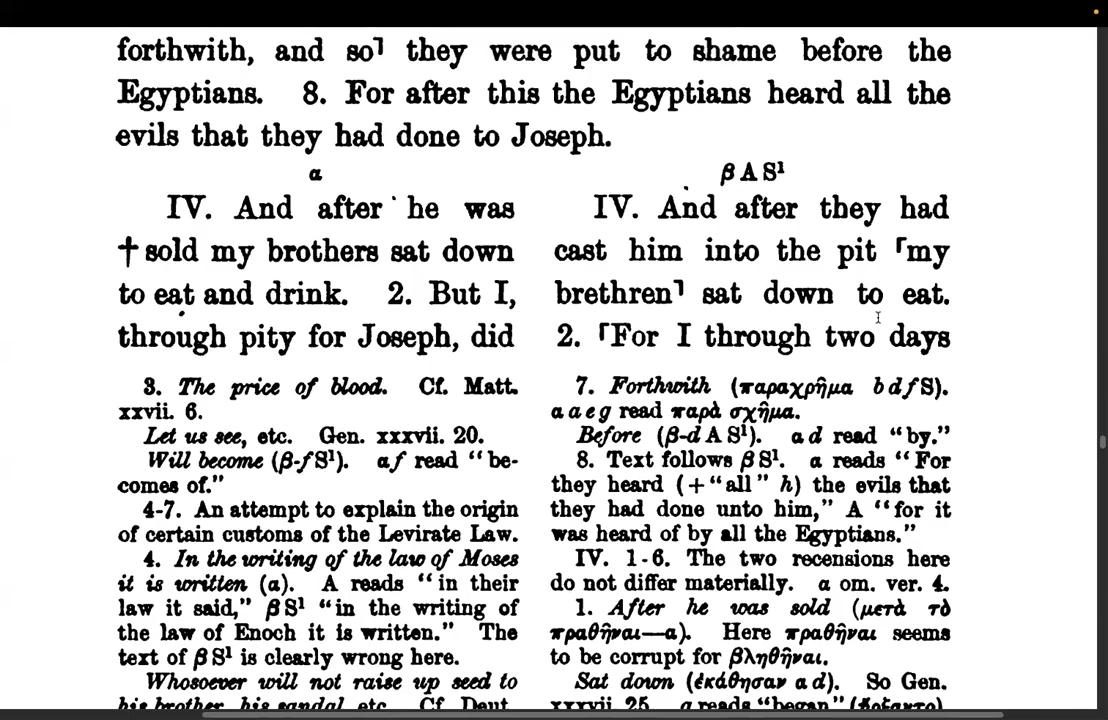 forthwith, and so˥ they were put to shame before the
Egyptians. 8. For after this the Egyptians heard all the
evils that they had done to Joseph.
α
IV. And after he was
†sold my brothers sat down
to eat and drink. 2. But I,
through pity for Joseph, did
β A S¹
IV. And after they had
cast him into the pit ⸢my
brethren˥ sat down to eat.
2. ⸢For I through two days
3. The price of blood. Cf. Matt.
xxvii. 6.
Let us see, etc. Gen. xxxvii. 20.
Will become (β-f S¹). αf read "be-
comes of."
4-7. An attempt to explain the origin
of certain customs of the Levirate Law.
4. In the writing of the law of Moses
it is written (α). A reads "in their
law it said," β S¹ "in the writing of
the law of Enoch it is written." The
text of β S¹ is clearly wrong here.
Whosoever will not raise up seed to
his brother, his sandal, etc. Cf. Deut.
7. Forthwith (παραχρῆμα b d f S).
α a e g read παρὰ σχῆμα.
Before (β-d A S¹). α d read "by."
8. Text follows β S¹. α reads "For
they heard (+"all" h) the evils that
they had done unto him," A "for it
was heard of by all the Egyptians."
IV. 1-6. The two recensions here
do not differ materially. α om. ver. 4.
1. After he was sold (μετὰ τὸ
πραθῆναι—α). Here πραθῆναι seems
to be corrupt for βληθῆναι.
Sat down (ἐκάθησαν α d). So Gen.
xxxvii. 25.